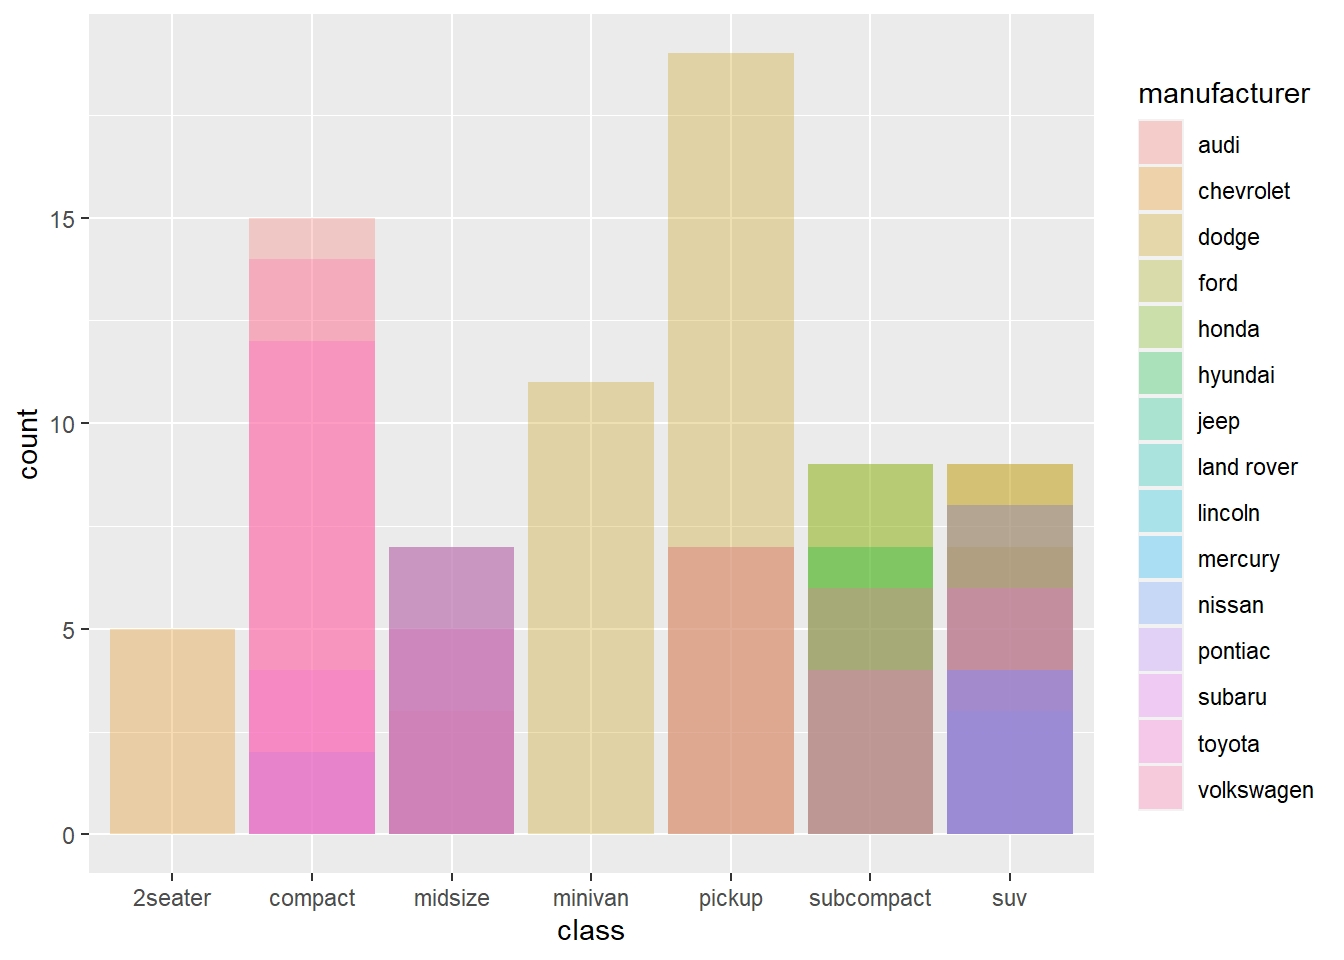 count
15
10
5
0
2seater compact midsize minivan pickup subcompact suv
class
manufacturer
audi
chevrolet
dodge
ford
honda
hyundai
jeep
land rover
lincoln
mercury
nissan
pontiac
subaru
toyota
volkswagen